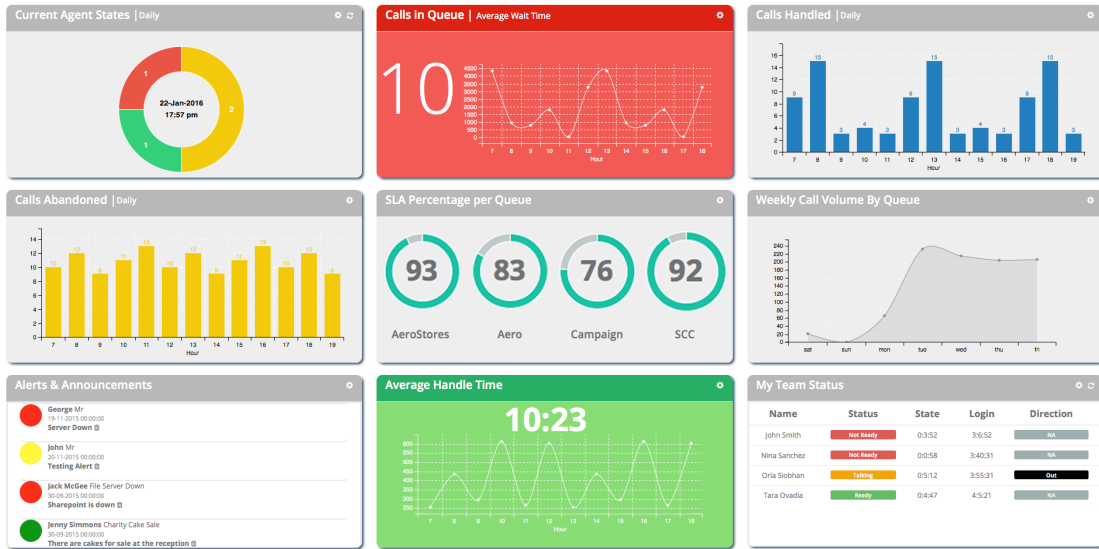 Current Agent States | Daily
1
2
1
22-Jan-2016
17:57 pm
Calls in Queue | Average Wait Time
10
4500
4000
3500
3000
2500
2000
1500
1000
500
0
7 8 9 10 11 12 13 14 15 16 17 18
Hour
Calls Handled | Daily
16
14
12
10
8
6
4
2
0
9 15 3 4 3 9 15 3 4 3 9 15 3
7 8 9 10 11 12 13 14 15 16 17 18 19
Hour
Calls Abandoned | Daily
14
12
10
8
6
4
2
0
10 12 9 11 13 10 12 9 11 13 10 12 9
7 8 9 10 11 12 13 14 15 16 17 18 19
Hour
SLA Percentage per Queue
93 83 76 92
AeroStores Aero Campaign SCC
Weekly Call Volume By Queue
240
220
200
180
160
140
120
100
80
60
40
20
0
sat sun mon tue wed thu fri
Alerts & Announcements
George Mr
19-11-2015 00:00:00
Server Down
John Mr
20-11-2015 00:00:00
Testing Alert
Jack McGee File Server Down
30-09-2015 00:00:00
Sharepoint is down
Jenny Simmons Charity Cake Sale
30-09-2015 00:00:00
There are cakes for sale at the reception
Average Handle Time
10:23
600
550
500
450
400
350
300
250
7 8 9 10 11 12 13 14 15 16 17 18
Hour
My Team Status
Name Status State Login Direction
John Smith Not Ready 0:3:52 3:6:52 NA
Nina Sanchez Not Ready 0:0:58 3:40:31 NA
Orla Siobhan Talking 0:5:12 3:55:31 Out
Tara Ovadia Ready 0:4:47 4:5:21 NA